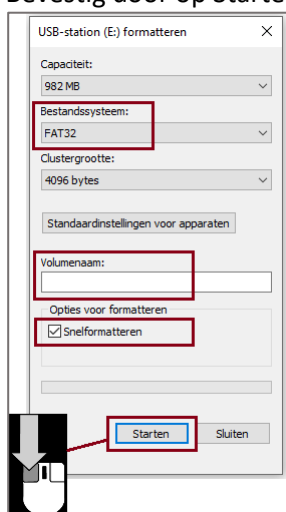 Bevestig door op Starte
USB-station (E:) formatteren
Capaciteit:
982 MB
Bestandssysteem:
FAT32
Clustergrootte:
4096 bytes
Standaardinstellingen voor apparaten
Volumenaam:
Opties voor formatteren
Snelformatteren
Starten Sluiten